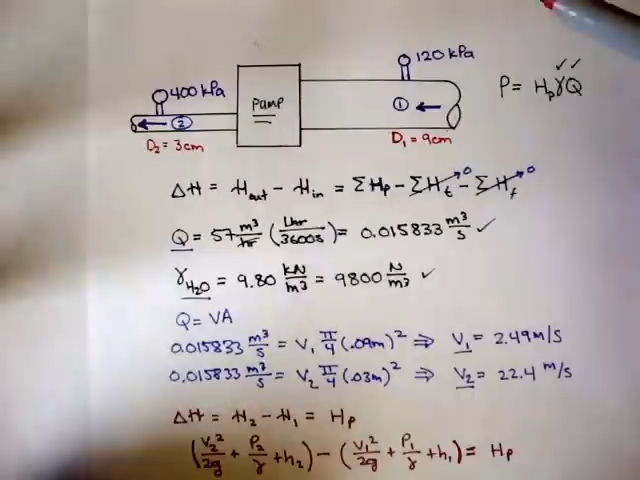 120 kPa
400 kPa
Pump
P = HpγQ
①
②
D₂ = 3cm
D₁ = 9cm
ΔH = Hout - Hin = ΣHp - ΣHt⁰ - ΣHf⁰
Q = 57 m³/hr (1hr/3600s) = 0.015833 m³/s ✓
γH₂O = 9.80 kN/m³ = 9800 N/m³ ✓
Q = VA
0.015833 m³/s = V₁ π/4 (.09m)² ⇒ V₁ = 2.49 m/s
0.015833 m³/s = V₂ π/4 (.03m)² ⇒ V₂ = 22.4 m/s
ΔH = H₂ - H₁ = Hp
(V₂²/2g + P₂/γ + h₂) - (V₁²/2g + P₁/γ + h₁) = Hp